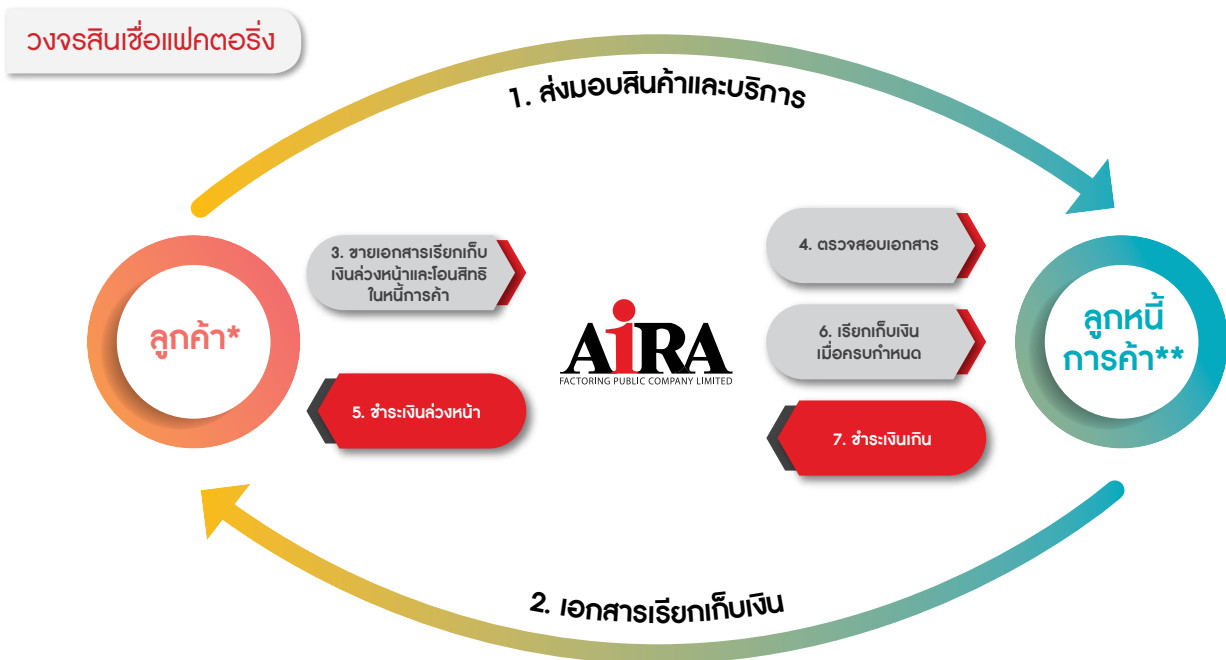 วงจรสินเชื่อแฟคตอริ่ง
1. ส่งมอบสินค้าและบริการ
3. ขายเอกสารเรียกเก็บ
เงินล่วงหน้าและโอนสิทธิ
ในหนี้การค้า
4. ตรวจสอบเอกสาร
ลูกค้า*
AiRA
FACTORING PUBLIC COMPANY LIMITED
6. เรียกเก็บเงิน
เมื่อครบกำหนด
ลูกหนี้
การค้า**
5. ชำระเงินล่วงหน้า
7. ชำระเงินเกิน
2. เอกสารเรียกเก็บเงิน